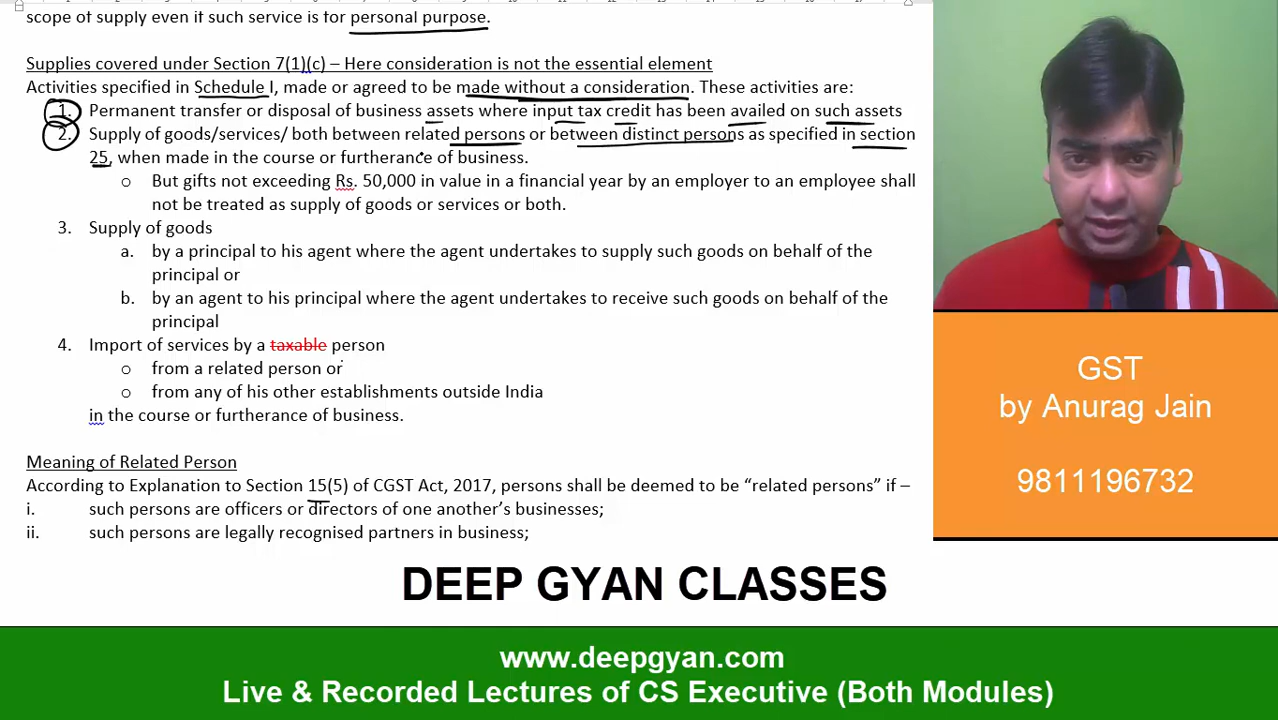 scope of supply even if such service is for personal purpose.
Supplies covered under Section 7(1)(c) – Here consideration is not the essential element
Activities specified in Schedule I, made or agreed to be made without a consideration. These activities are:
1. Permanent transfer or disposal of business assets where input tax credit has been availed on such assets
2. Supply of goods/services/ both between related persons or between distinct persons as specified in section
25, when made in the course or furtherance of business.
o But gifts not exceeding Rs. 50,000 in value in a financial year by an employer to an employee shall
not be treated as supply of goods or services or both.
3. Supply of goods
a. by a principal to his agent where the agent undertakes to supply such goods on behalf of the
principal or
b. by an agent to his principal where the agent undertakes to receive such goods on behalf of the
principal
4. Import of services by a taxable person
o from a related person or
o from any of his other establishments outside India
in the course or furtherance of business.
Meaning of Related Person
According to Explanation to Section 15(5) of CGST Act, 2017, persons shall be deemed to be “related persons” if –
i. such persons are officers or directors of one another’s businesses;
ii. such persons are legally recognised partners in business;
GST
by Anurag Jain
9811196732
DEEP GYAN CLASSES
www.deepgyan.com
Live & Recorded Lectures of CS Executive (Both Modules)